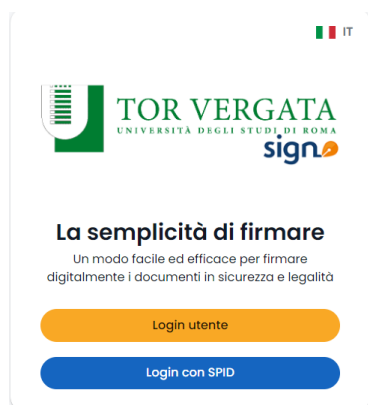 IT
TOR VERGATA
UNIVERSITÀ DEGLI STUDI DI ROMA
sign
La semplicità di firmare
Un modo facile ed efficace per firmare
digitalmente i documenti in sicurezza e legalità
Login utente
Login con SPID